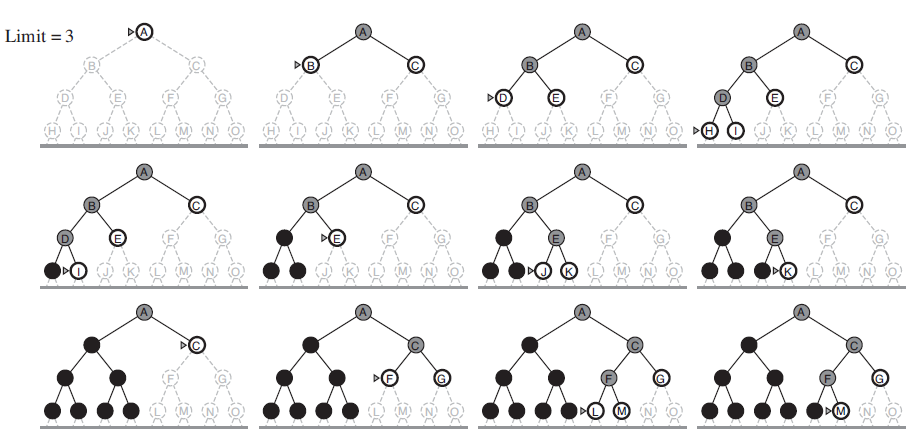 Limit = 3
A A A A
B C B C B C B C
D E F G D E F G D E F G D E F G
H I J K L M N O H I J K L M N O H I J K L M N O H I J K L M N O
A A A A
B C B C B C B C
D E F G E F G E F G E F G
I J K L M N O J K L M N O J K L M N O K L M N O
A A A A
C C C C
F G F G F G F G
L M N O L M N O L M N O M N O